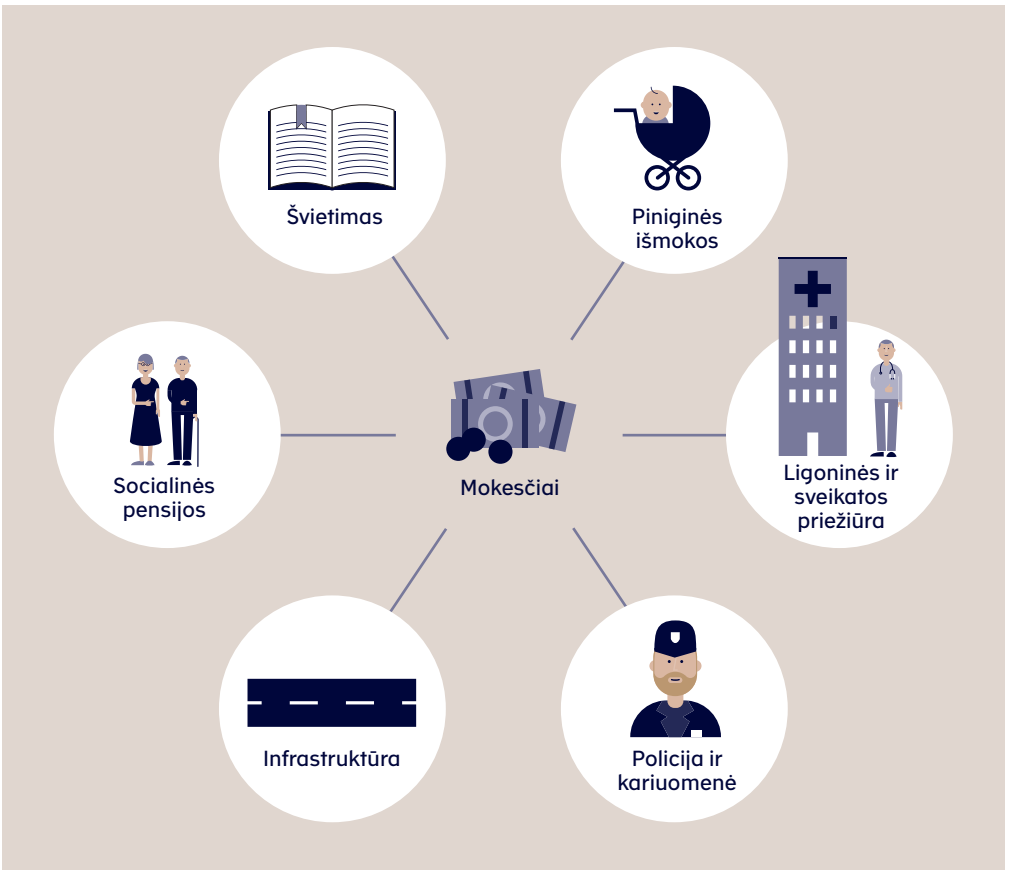 Švietimas
Piniginės
išmokos
Socialinės
pensijos
Mokesčiai
Ligoninės ir
sveikatos
priežiūra
Infrastruktūra
Policija ir
kariuomenė